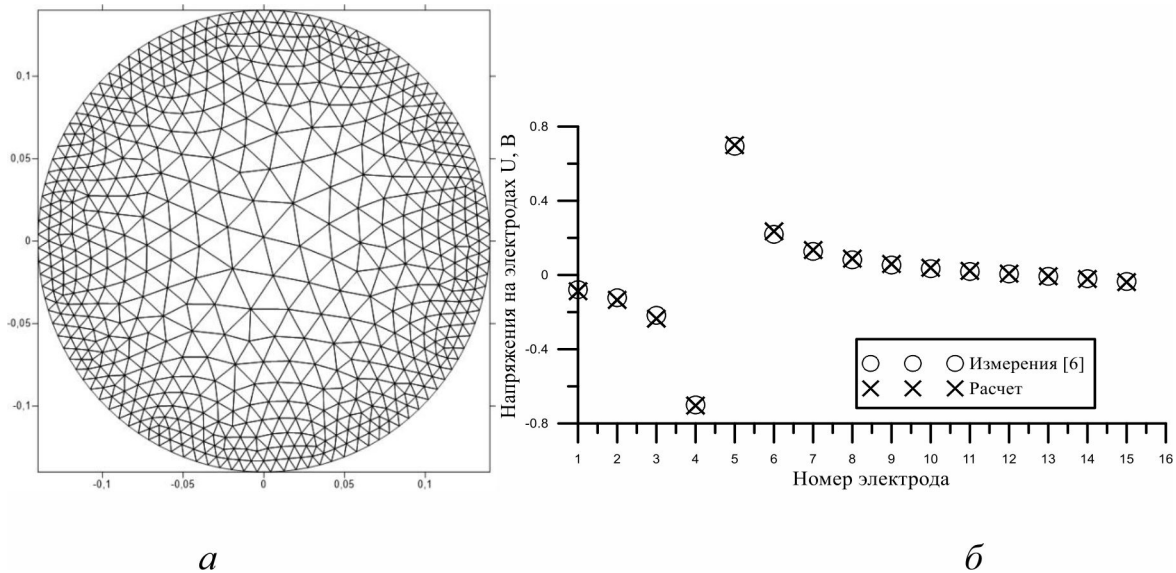 0,1
0,05
0
-0,05
-0,1
-0,1
-0,05
0
0,05
0,1
а
Напряжения на электродах U, В
0.8
0.4
0
-0.4
-0.8
1 2 3 4 5 6 7 8 9 10 11 12 13 14 15 16
Номер электрода
Измерения [6]
Расчет
б